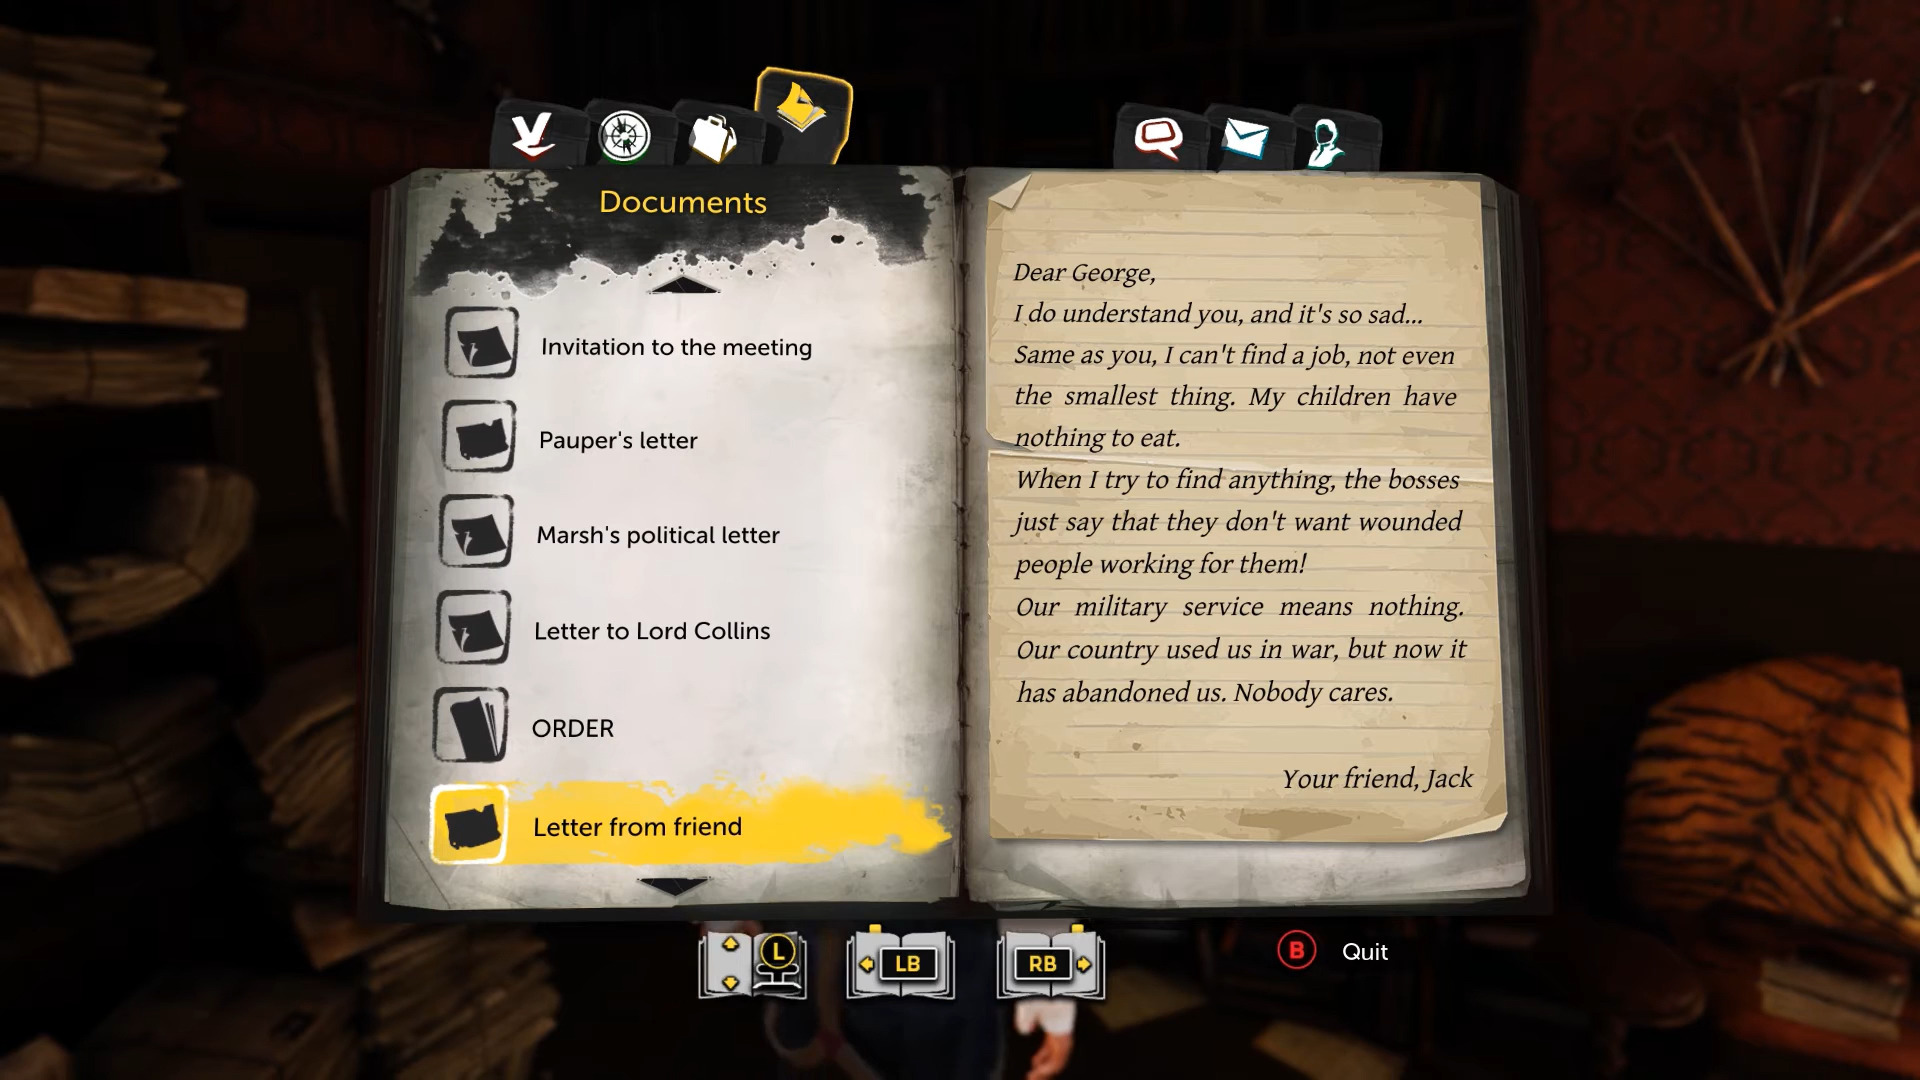 Documents
Invitation to the meeting
Pauper's letter
Marsh's political letter
Letter to Lord Collins
ORDER
Letter from friend
Dear George,
I do understand you, and it's so sad...
Same as you, I can't find a job, not even
the smallest thing. My children have
nothing to eat.
When I try to find anything, the bosses
just say that they don't want wounded
people working for them!
Our military service means nothing.
Our country used us in war, but now it
has abandoned us. Nobody cares.
Your friend, Jack
L
LB
RB
B Quit